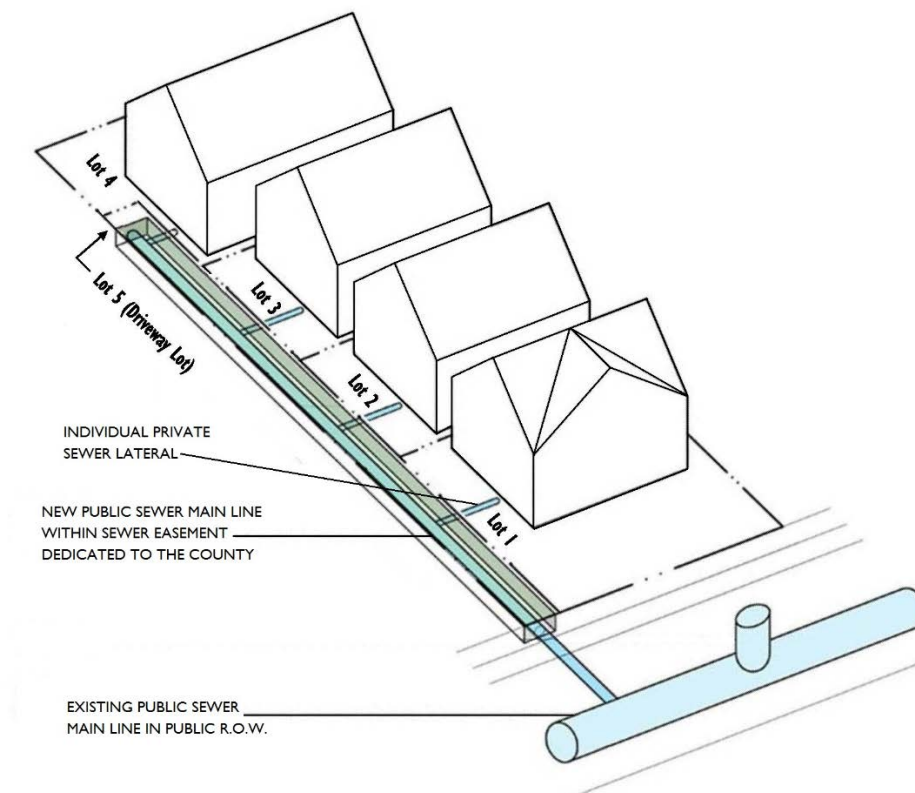 Lot 4
Lot 5 (Driveway Lot)
Lot 3
Lot 2
INDIVIDUAL PRIVATE
SEWER LATERAL
NEW PUBLIC SEWER MAIN LINE
WITHIN SEWER EASEMENT
DEDICATED TO THE COUNTY
Lot 1
EXISTING PUBLIC SEWER
MAIN LINE IN PUBLIC R.O.W.